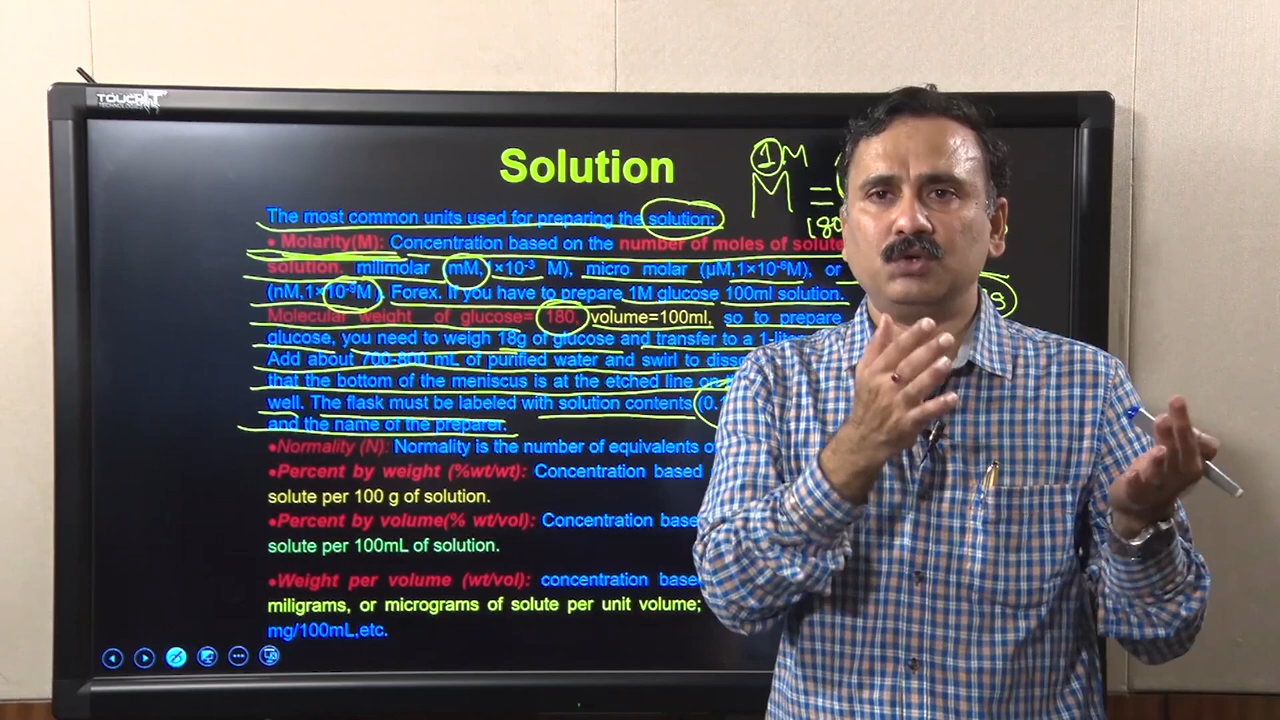 TOUCHIT
TECHNOLOGIES
Solution
1M
M =
180
The most common units used for preparing the solution:
• Molarity(M): Concentration based on the number of moles of solute
solution. milimolar mM, ×10-³ M), micro molar (μM,1×10-⁶M), or
(nM,1×10-⁹M). Forex. If you have to prepare 1M glucose 100ml solution.
Molecular weight of glucose= 180, volume=100ml, so to prepare
glucose, you need to weigh 18g of glucose and transfer to a 1-lite
Add about 700-800 mL of purified water and swirl to disso
that the bottom of the meniscus is at the etched line on
well. The flask must be labeled with solution contents (0.
and the name of the preparer.
•Normality (N): Normality is the number of equivalents o
•Percent by weight (%wt/wt): Concentration based
solute per 100 g of solution.
•Percent by volume(% wt/vol): Concentration base
solute per 100mL of solution.
•Weight per volume (wt/vol): concentration base
miligrams, or micrograms of solute per unit volume;
mg/100mL,etc.